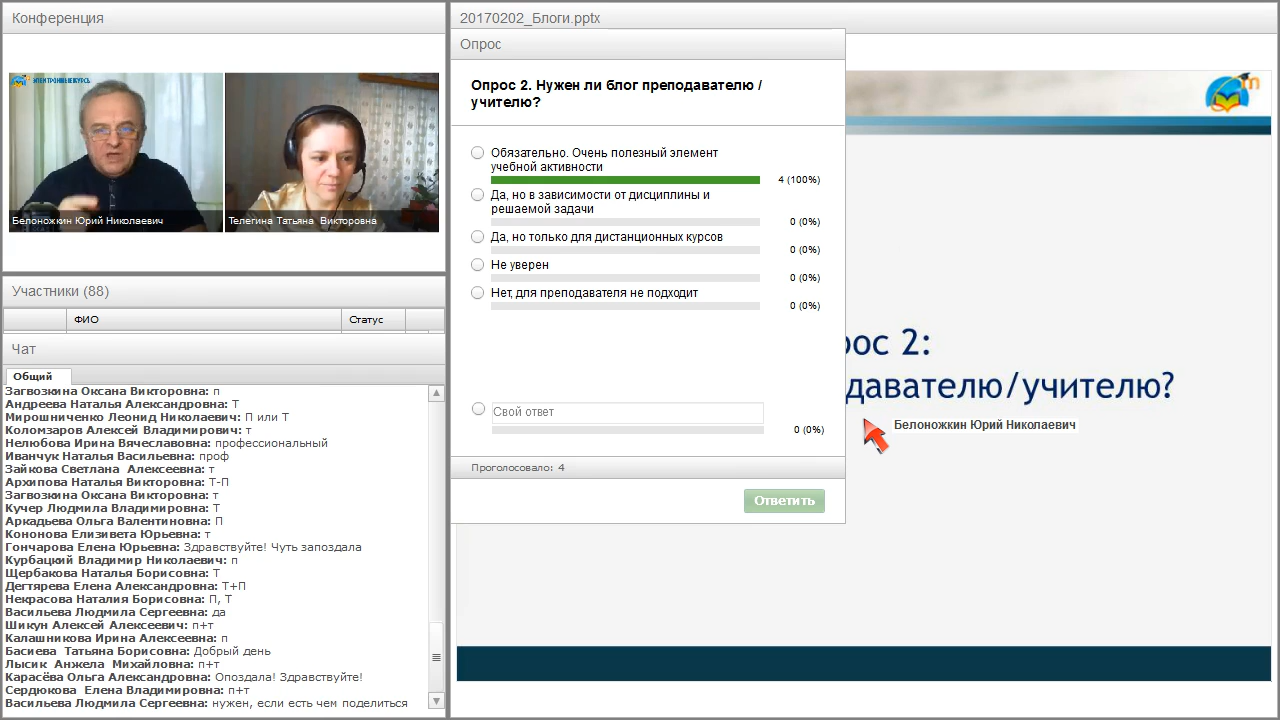 Конференция
ЭЛЕКТРОННЫЕ КУРСЫ
Белоножкин Юрий Николаевич
Телегина Татьяна Викторовна
Участники (88)
ФИО
Статус
Чат
Общий
Загвозкина Оксана Викторовна: п
Андреева Наталья Александровна: Т
Мирошниченко Леонид Николаевич: П или Т
Коломзаров Алексей Владимирович: т
Нелюбова Ирина Вячеславовна: профессиональный
Иванчук Наталья Васильевна: проф
Зайкова Светлана Алексеевна: т
Архипова Наталья Викторовна: Т-П
Загвозкина Оксана Викторовна: т
Кучер Людмила Владимировна: Т
Аркадьева Ольга Валентиновна: П
Кононова Елизивета Юрьевна: т
Гончарова Елена Юрьевна: Здравствуйте! Чуть запоздала
Курбацкий Владимир Николаевич: п
Щербакова Наталья Борисовна: Т
Дегтярева Елена Александровна: Т+П
Некрасова Наталия Борисовна: П, Т
Васильева Людмила Сергеевна: да
Шикун Алексей Алексеевич: п+т
Калашникова Ирина Алексеевна: п
Басиева Татьяна Борисовна: Добрый день
Лысик Анжела Михайловна: п+т
Карасёва Ольга Александровна: Опоздала! Здравствуйте!
Сердюкова Елена Владимировна: п+т
Васильева Людмила Сергеевна: нужен, если есть чем поделиться
20170202_Блоги.pptx
Опрос
Опрос 2. Нужен ли блог преподавателю /
учителю?
Обязательно. Очень полезный элемент
учебной активности
4 (100%)
Да, но в зависимости от дисциплины и
решаемой задачи
0 (0%)
Да, но только для дистанционных курсов
0 (0%)
Не уверен
0 (0%)
Нет, для преподавателя не подходит
0 (0%)
Свой ответ
0 (0%)
Проголосовало: 4
Ответить
рос 2:
давателю/учителю?
Белоножкин Юрий Николаевич